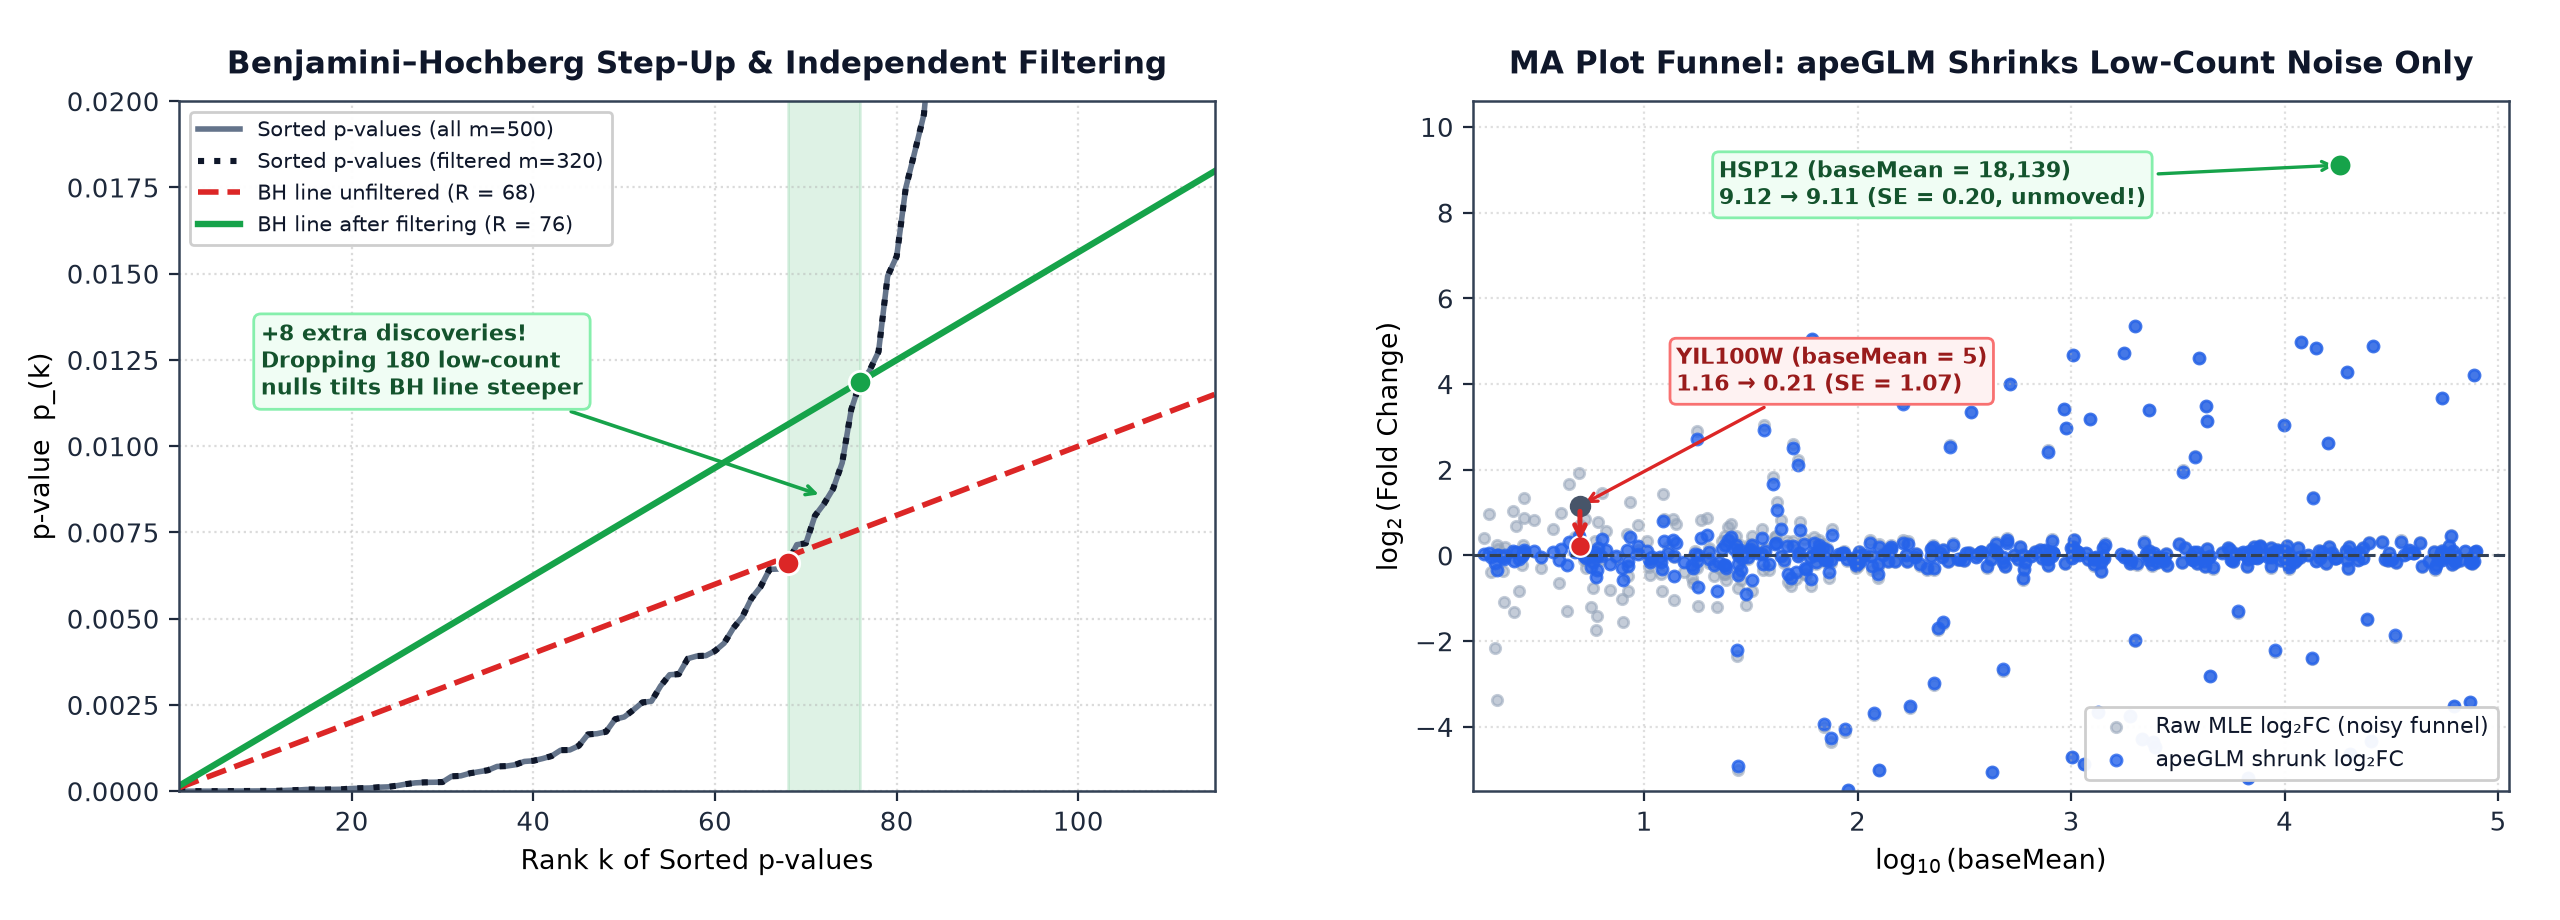 Benjamini–Hochberg Step-Up & Independent Filtering
0.0200
0.0175
0.0150
0.0125
0.0100
0.0075
0.0050
0.0025
0.0000
p-value p_(k)
Sorted p-values (all m=500)
Sorted p-values (filtered m=320)
BH line unfiltered (R = 68)
BH line after filtering (R = 76)
+8 extra discoveries!
Dropping 180 low-count
nulls tilts BH line steeper
20 40 60 80 100
Rank k of Sorted p-values
MA Plot Funnel: apeGLM Shrinks Low-Count Noise Only
10
8
6
4
2
0
−2
−4
log₂(Fold Change)
HSP12 (baseMean = 18,139)
9.12 → 9.11 (SE = 0.20, unmoved!)
YIL100W (baseMean = 5)
1.16 → 0.21 (SE = 1.07)
Raw MLE log₂FC (noisy funnel)
apeGLM shrunk log₂FC
1 2 3 4 5
log₁₀(baseMean)